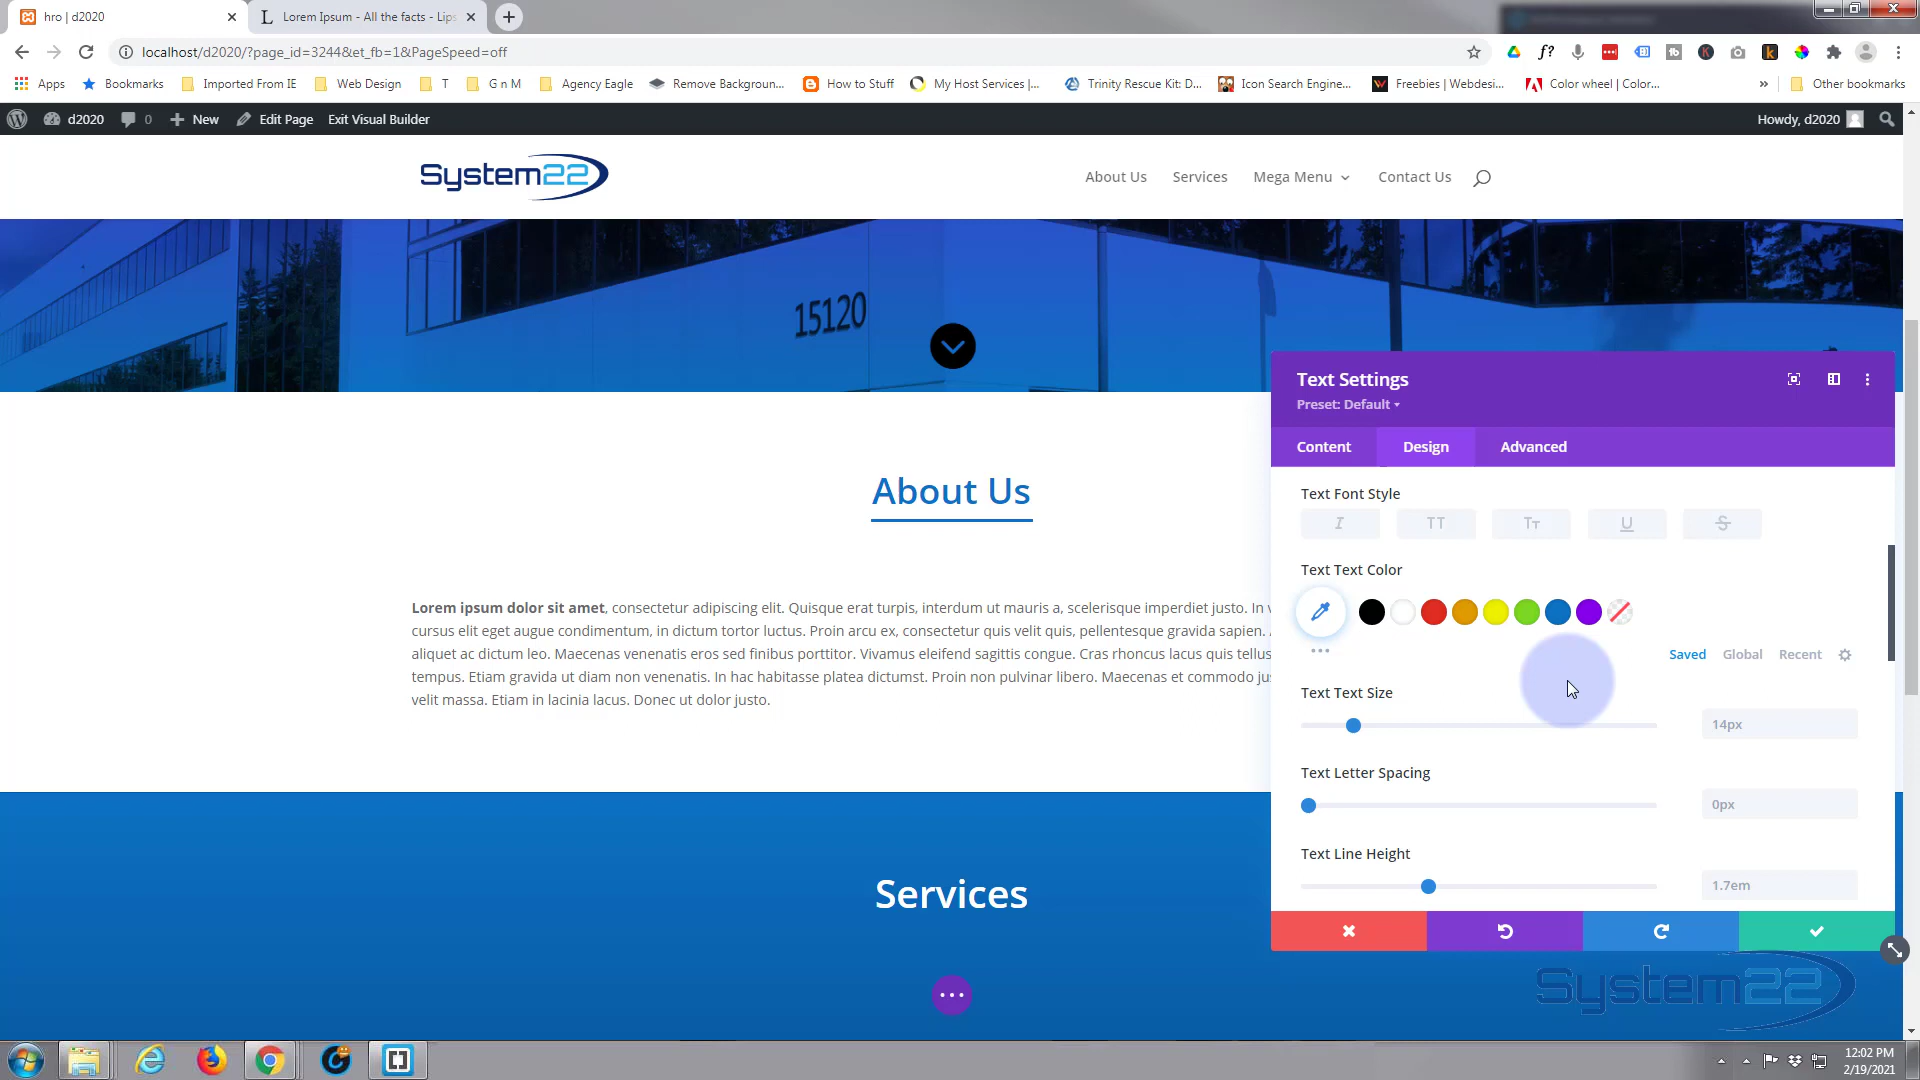 hro | d2020
Lorem Ipsum - All the facts - Lips
localhost/d2020/?page_id=3244&et_fb=1&PageSpeed=off
Apps
Bookmarks
Imported From IE
Web Design
T
G n M
Agency Eagle
Remove Backgroun...
How to Stuff
My Host Services |...
Trinity Rescue Kit: D...
Icon Search Engine...
Freebies | Webdesi...
Color wheel | Color...
»
Other bookmarks
d2020
0
New
Edit Page
Exit Visual Builder
Howdy, d2020
System22
About Us
Services
Mega Menu
Contact Us
15120
About Us
Lorem ipsum dolor sit amet, consectetur adipiscing elit. Quisque erat turpis, interdum ut mauris a, scelerisque imperdiet justo. In v
cursus elit eget augue condimentum, in dictum tortor luctus. Proin arcu ex, consectetur quis velit quis, pellentesque gravida sapien.
aliquet ac dictum leo. Maecenas venenatis eros sed finibus porttitor. Vivamus eleifend sagittis congue. Cras rhoncus lacus quis tellus
tempus. Etiam gravida ut diam non venenatis. In hac habitasse platea dictumst. Proin non pulvinar libero. Maecenas et commodo jus
velit massa. Etiam in lacinia lacus. Donec ut dolor justo.
Services
Text Settings
Preset: Default
Content
Design
Advanced
Text Font Style
I
TT
Tт
U
S
Text Text Color
Saved
Global
Recent
Text Text Size
14px
Text Letter Spacing
0px
Text Line Height
1.7em
System22
12:02 PM
2/19/2021